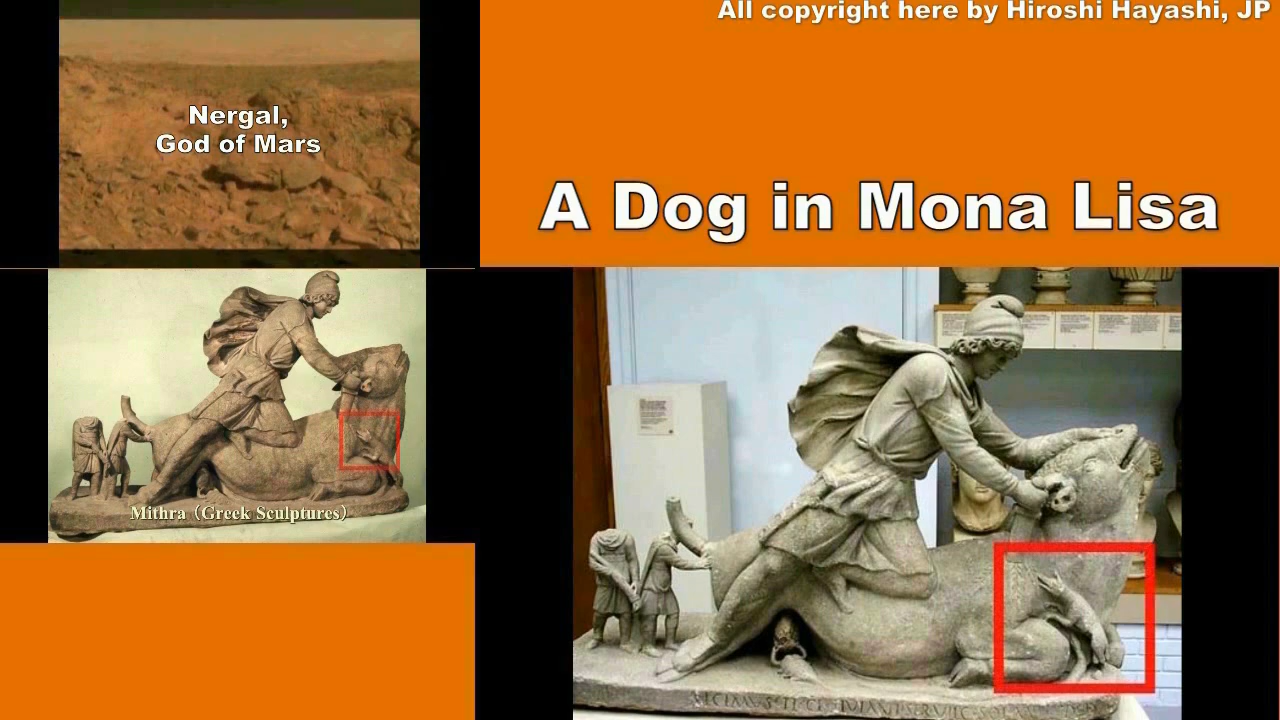 All copyright here by Hiroshi Hayashi, JP
Nergal,
God of Mars
A Dog in Mona Lisa
Mithra (Greek Sculptures)